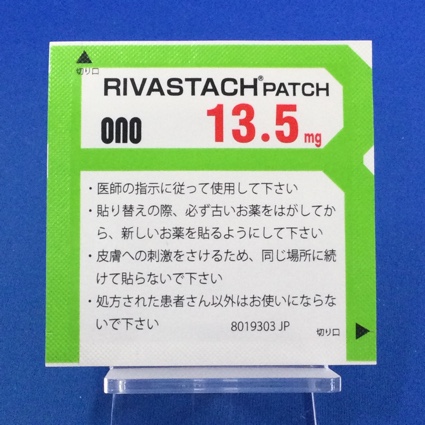 切り口
RIVASTACH® PATCH
ono 13.5 mg
・医師の指示に従って使用して下さい
・貼り替えの際、必ず古いお薬をはがしてか
ら、新しいお薬を貼るようにして下さい
・皮膚への刺激をさけるため、同じ場所に続
けて貼らないで下さい
・処方された患者さん以外はお使いにならな
いで下さい
8019303 JP 切り口